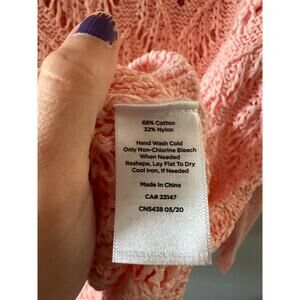 68% Cotton
32% Nylon
Hand Wash Cold
Only Non-Chlorine Bleach
When Needed
Reshape, Lay Flat To Dry
Cool Iron, If Needed
Made in China
CA# 23147
CN5438 05/20